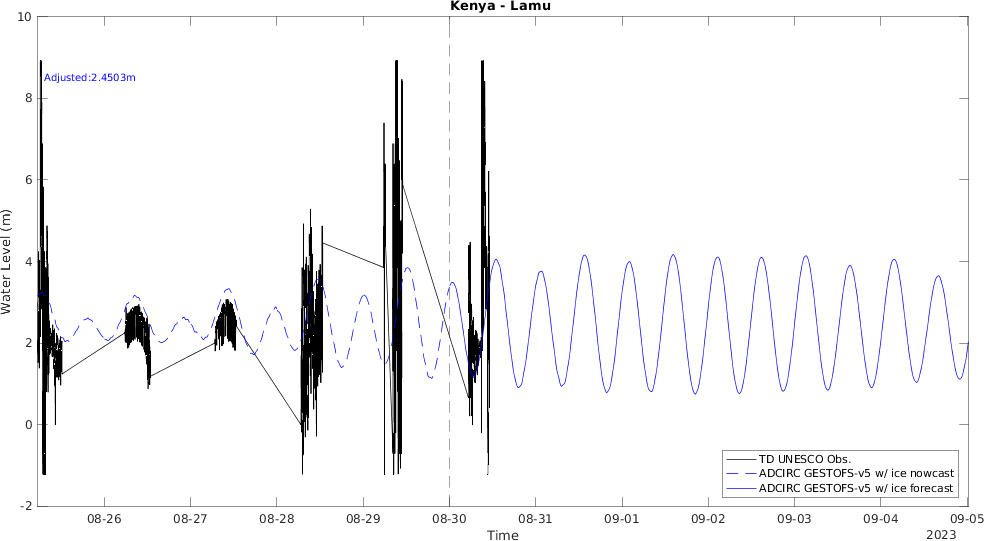 Kenya - Lamu
10
8
6
4
2
0
-2
Water Level (m)
Adjusted:2.4503m
TD UNESCO Obs.
ADCIRC GESTOFS-v5 w/ ice nowcast
ADCIRC GESTOFS-v5 w/ ice forecast
08-26 08-27 08-28 08-29 08-30 08-31 09-01 09-02 09-03 09-04 09-05
Time
2023